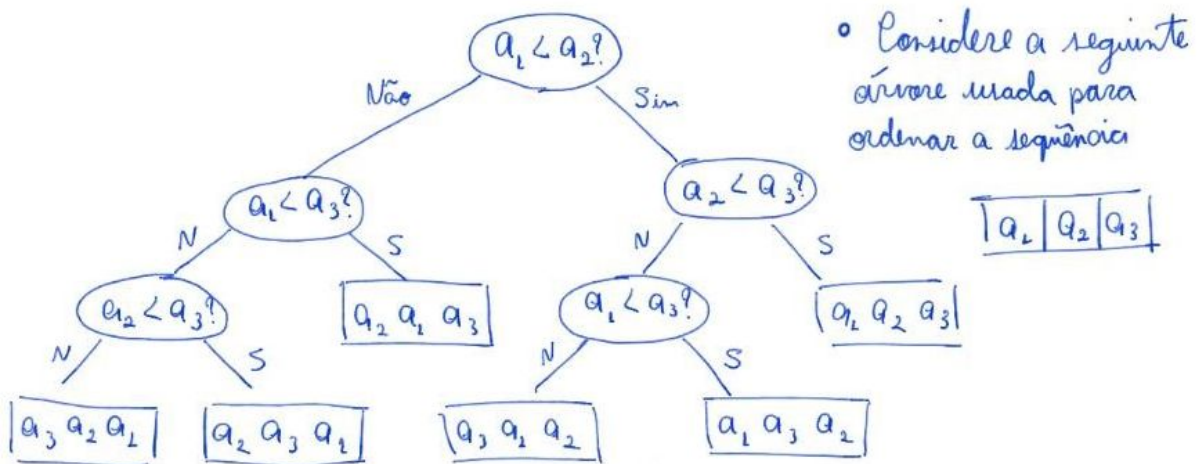 a₁ < a₂?
• Considere a seguinte
árvore usada para
ordenar a seqüência
a₁ a₂ a₃
Não
Sim
a₁ < a₃?
a₂ < a₃?
N
S
N
S
a₂ < a₃?
a₂ a₁ a₃
a₁ < a₃?
a₁ a₂ a₃
N
S
N
S
a₃ a₂ a₁
a₂ a₃ a₁
a₃ a₁ a₂
a₁ a₃ a₂